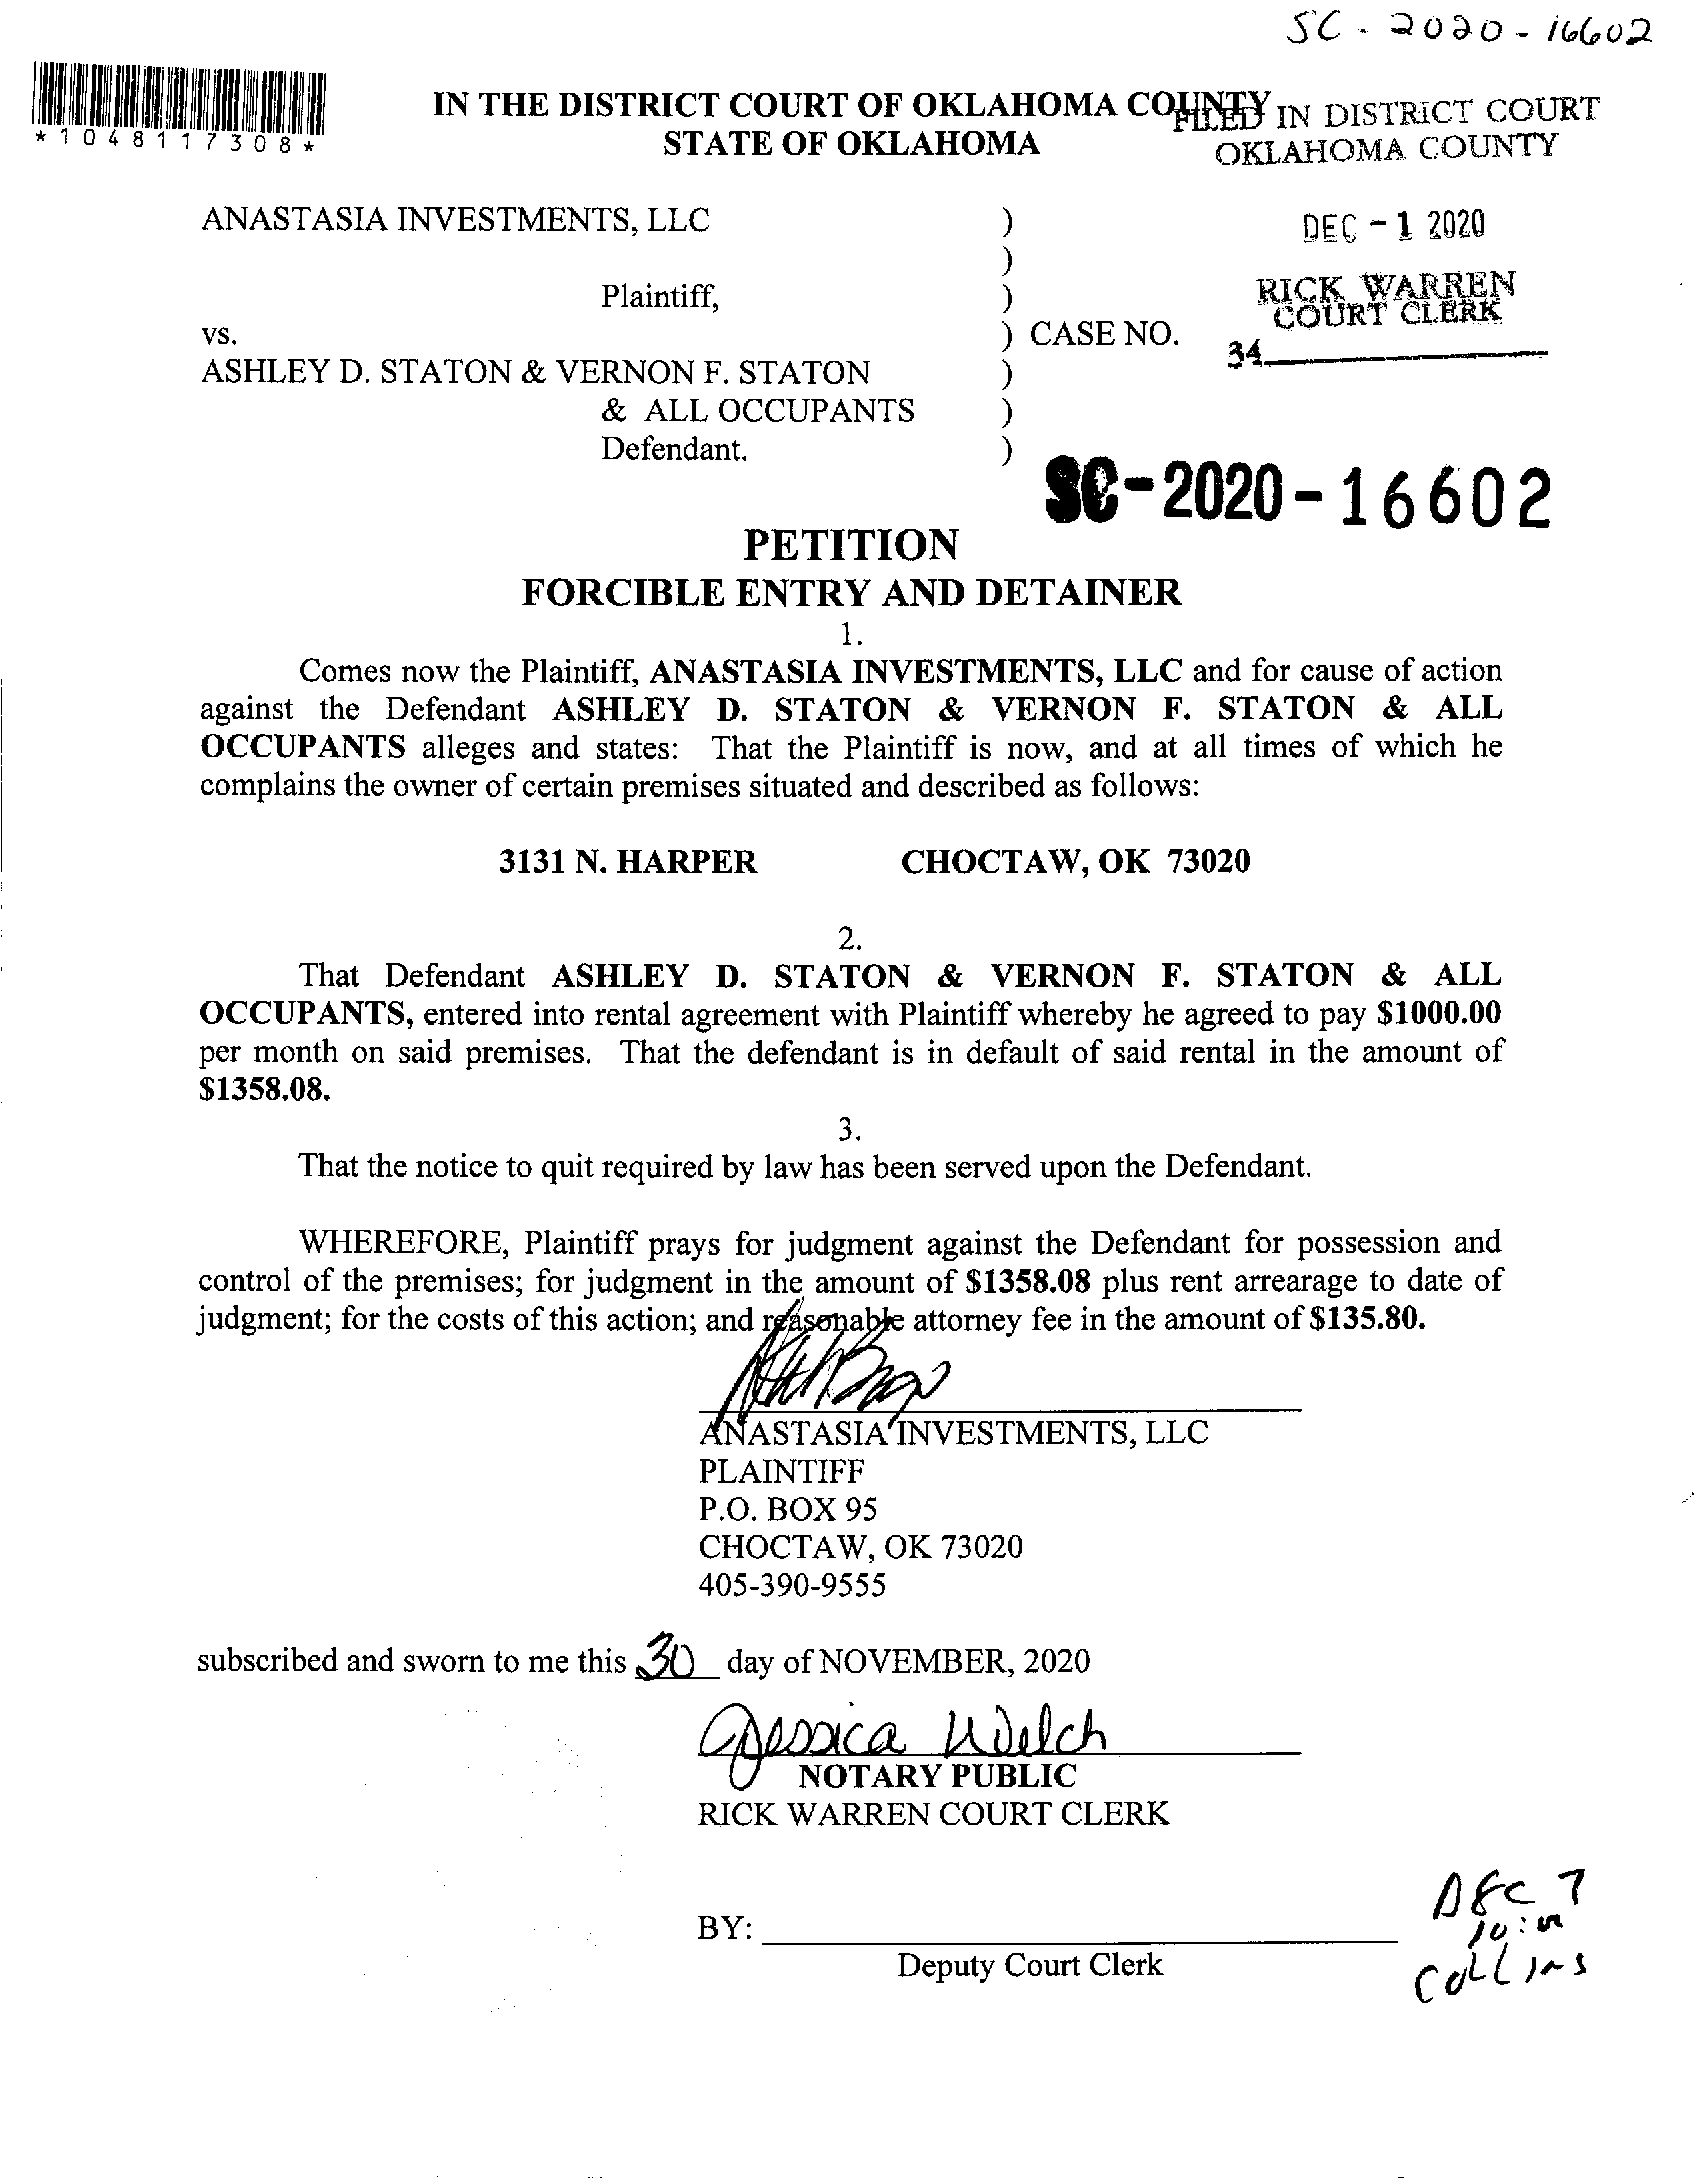 SC-2020-16602
*1048117308*
IN THE DISTRICT COURT OF OKLAHOMA COUNTY
STATE OF OKLAHOMA
FILED IN DISTRICT COURT
OKLAHOMA COUNTY
DEC - 1 2020
RICK WARREN
COURT CLERK
34
ANASTASIA INVESTMENTS, LLC )
)
Plaintiff, )
vs. ) CASE NO.
ASHLEY D. STATON & VERNON F. STATON )
& ALL OCCUPANTS )
Defendant. )
SC-2020-16602
PETITION
FORCIBLE ENTRY AND DETAINER
1.
Comes now the Plaintiff, ANASTASIA INVESTMENTS, LLC and for cause of action
against the Defendant ASHLEY D. STATON & VERNON F. STATON & ALL
OCCUPANTS alleges and states: That the Plaintiff is now, and at all times of which he
complains the owner of certain premises situated and described as follows:
3131 N. HARPER CHOCTAW, OK 73020
2.
That Defendant ASHLEY D. STATON & VERNON F. STATON & ALL
OCCUPANTS, entered into rental agreement with Plaintiff whereby he agreed to pay $1000.00
per month on said premises. That the defendant is in default of said rental in the amount of
$1358.08.
3.
That the notice to quit required by law has been served upon the Defendant.
WHEREFORE, Plaintiff prays for judgment against the Defendant for possession and
control of the premises; for judgment in the amount of $1358.08 plus rent arrearage to date of
judgment; for the costs of this action; and reasonable attorney fee in the amount of $135.80.
ANASTASIA INVESTMENTS, LLC
PLAINTIFF
P.O. BOX 95
CHOCTAW, OK 73020
405-390-9555
subscribed and sworn to me this 30 day of NOVEMBER, 2020
Jessica Welch
NOTARY PUBLIC
RICK WARREN COURT CLERK
BY:
Deputy Court Clerk
DEC 7
COLLINS